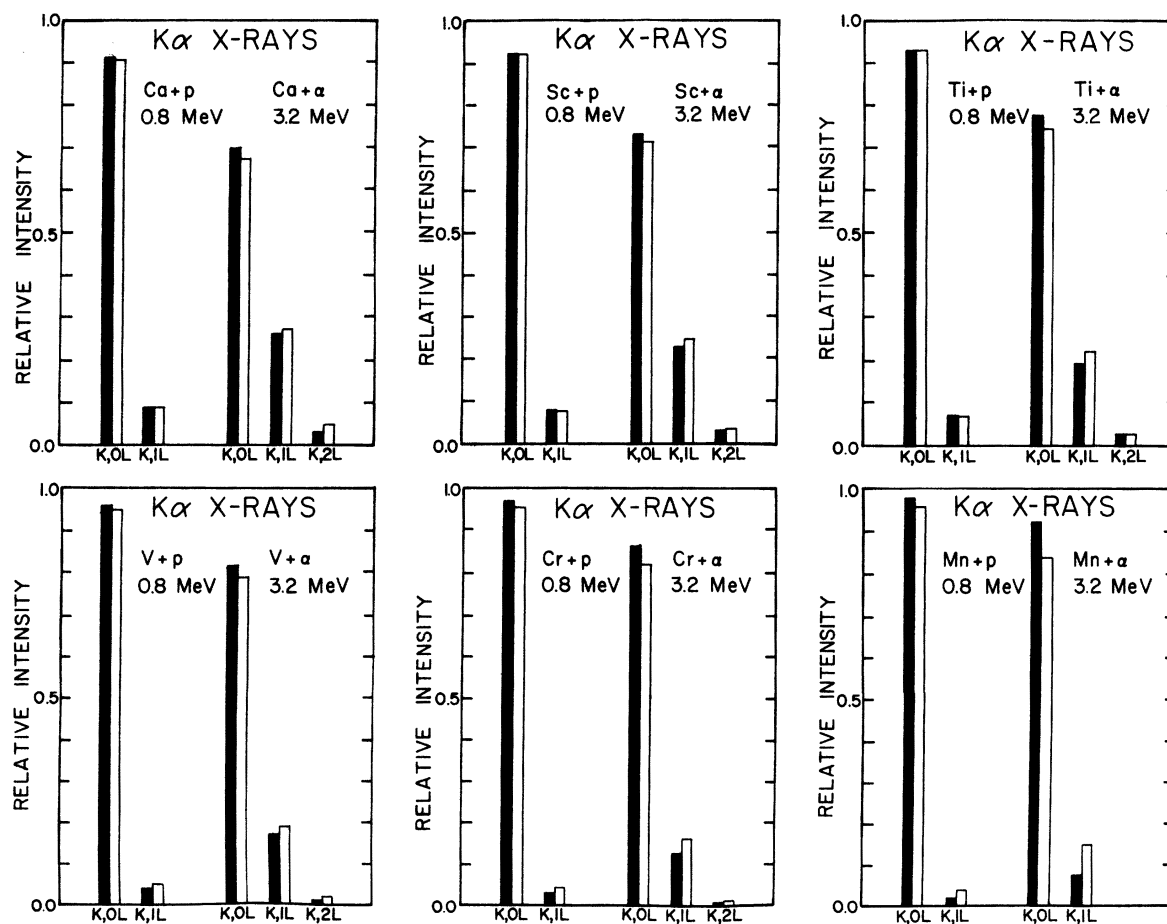 1.0
0.5
0.0
RELATIVE INTENSITY
Kα X-RAYS
Ca+p Ca+α
0.8 MeV 3.2 MeV
K,0L K,1L K,0L K,1L K,2L
1.0
0.5
0.0
RELATIVE INTENSITY
Kα X-RAYS
Sc+p Sc+α
0.8 MeV 3.2 MeV
K,0L K,1L K,0L K,1L K,2L
1.0
0.5
0.0
RELATIVE INTENSITY
Kα X-RAYS
Ti+p Ti+α
0.8 MeV 3.2 MeV
K,0L K,1L K,0L K,1L K,2L
1.0
0.5
0.0
RELATIVE INTENSITY
Kα X-RAYS
V+p V+α
0.8 MeV 3.2 MeV
K,0L K,1L K,0L K,1L K,2L
1.0
0.5
0.0
RELATIVE INTENSITY
Kα X-RAYS
Cr+p Cr+α
0.8 MeV 3.2 MeV
K,0L K,1L K,0L K,1L K,2L
1.0
0.5
0.0
RELATIVE INTENSITY
Kα X-RAYS
Mn+p Mn+α
0.8 MeV 3.2 MeV
K,0L K,1L K,0L K,1L